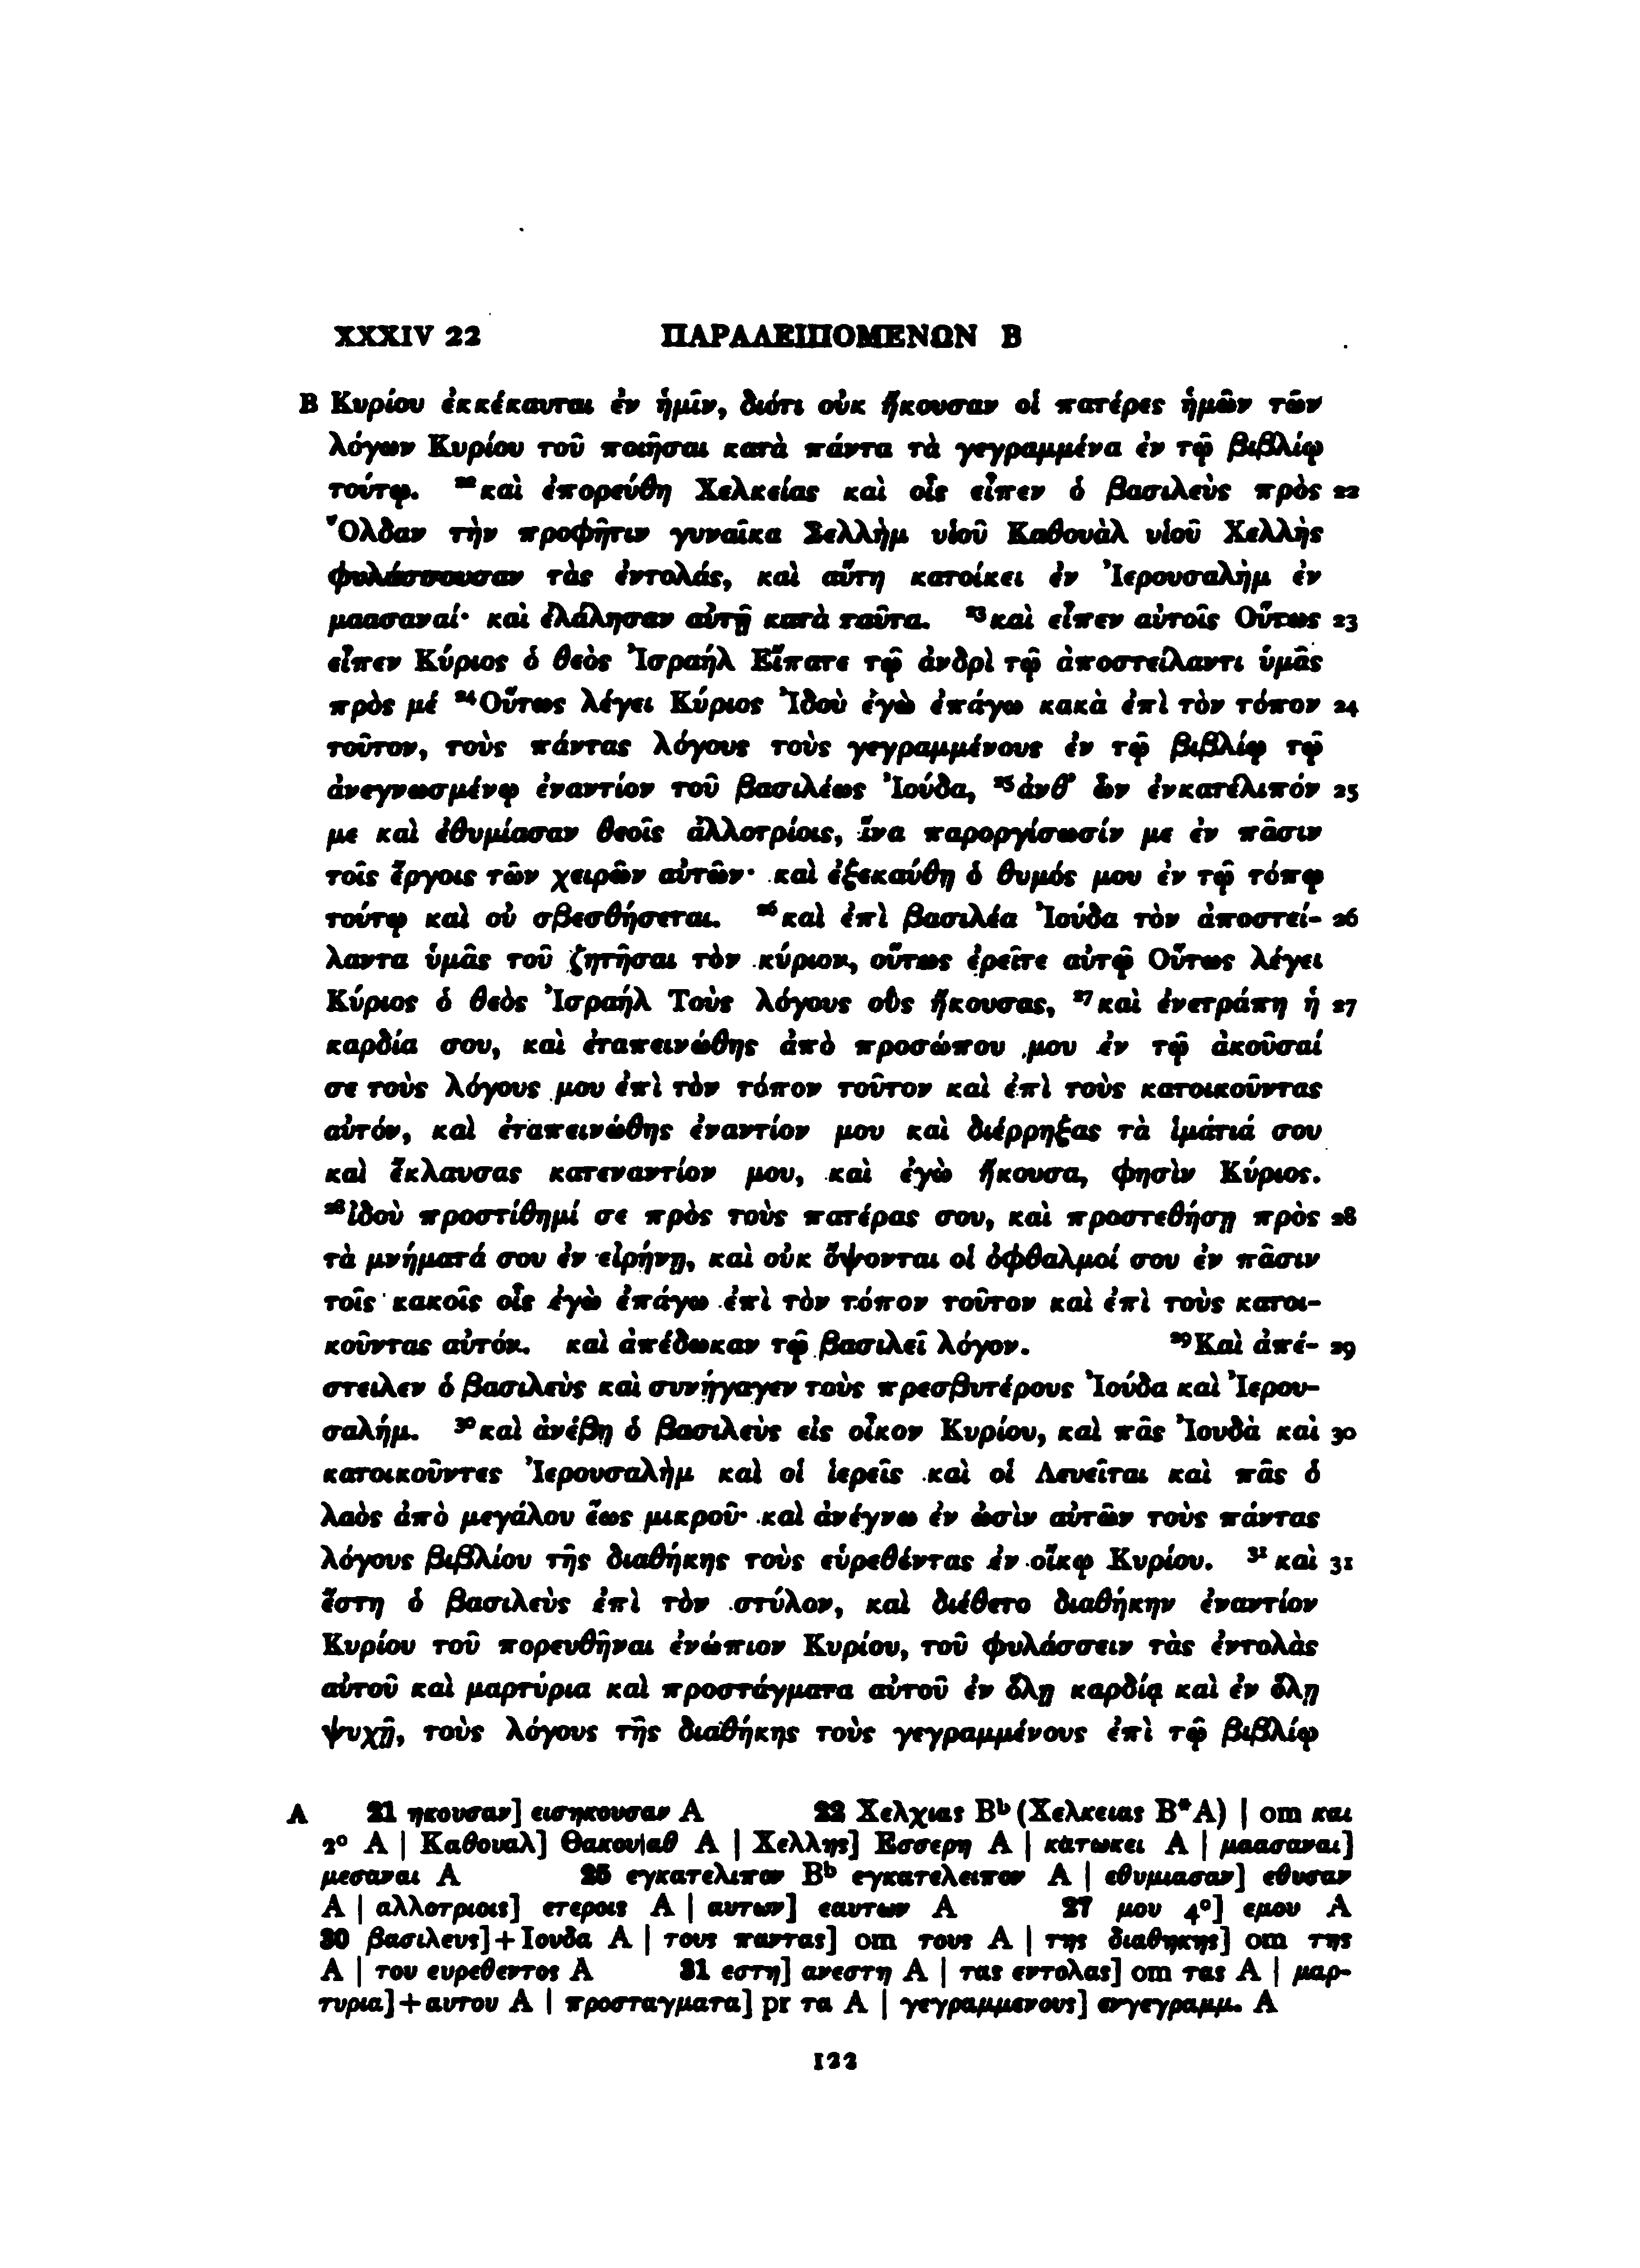 XXXIV 22 ΠΑΡΑΛΕΙΠΟΜΕΝΩΝ Β
B Κυρίου ἐκκέκαυται ἐν ἡμῖν, διότι οὐκ ἤκουσαν οἱ πατέρες ἡμῶν τῶν
λόγων Κυρίου τοῦ ποιῆσαι κατὰ πάντα τὰ γεγραμμένα ἐν τῷ βιβλίῳ
τούτῳ. ²²καὶ ἐπορεύθη Χελκείας καὶ οἷς εἶπεν ὁ βασιλεὺς πρὸς 22
Ὅλδαν τὴν προφῆτιν γυναῖκα Σελλὴμ υἱοῦ Καθουὰλ υἱοῦ Χελλὴς
φυλάσσουσαν τὰς ἐντολάς, καὶ αὕτη κατοίκει ἐν Ἰερουσαλὴμ ἐν
μαασαναί· καὶ ἐλάλησαν αὐτῇ κατὰ ταῦτα. ²³καὶ εἶπεν αὐτοῖς Οὕτως 23
εἶπεν Κύριος ὁ θεὸς Ἰσραήλ Εἴπατε τῷ ἀνδρὶ τῷ ἀποστείλαντι ὑμᾶς
πρὸς μέ ²⁴Οὕτως λέγει Κύριος Ἰδοὺ ἐγὼ ἐπάγω κακὰ ἐπὶ τὸν τόπον 24
τοῦτον, τοὺς πάντας λόγους τοὺς γεγραμμένους ἐν τῷ βιβλίῳ τῷ
ἀνεγνωσμένῳ ἐναντίον τοῦ βασιλέως Ἰούδα, ²⁵ἀνθ’ ὧν ἐνκατέλιπόν 25
με καὶ ἐθυμίασαν θεοῖς ἀλλοτρίοις, ἵνα παροργίσωσίν με ἐν πᾶσιν
τοῖς ἔργοις τῶν χειρῶν αὐτῶν· καὶ ἐξεκαύθη ὁ θυμός μου ἐν τῷ τόπῳ
τούτῳ καὶ οὐ σβεσθήσεται. ²⁶καὶ ἐπὶ βασιλέα Ἰούδα τὸν ἀποστεί- 26
λαντα ὑμᾶς τοῦ ζητῆσαι τὸν κύριον, οὕτως ἐρεῖτε αὐτῷ Οὕτως λέγει
Κύριος ὁ θεὸς Ἰσραήλ Τοὺς λόγους οὓς ἤκουσας, ²⁷καὶ ἐνετράπη ἡ 27
καρδία σου, καὶ ἐταπεινώθης ἀπὸ προσώπου μου ἐν τῷ ἀκοῦσαί
σε τοὺς λόγους μου ἐπὶ τὸν τόπον τοῦτον καὶ ἐπὶ τοὺς κατοικοῦντας
αὐτόν, καὶ ἐταπεινώθης ἐναντίον μου καὶ διέρρηξας τὰ ἱμάτιά σου
καὶ ἔκλαυσας κατεναντίον μου, καὶ ἐγὼ ἤκουσα, φησὶν Κύριος.
²⁸ἰδοὺ προστίθημί σε πρὸς τοὺς πατέρας σου, καὶ προστεθήσῃ πρὸς 28
τὰ μνήματά σου ἐν εἰρήνῃ, καὶ οὐκ ὄψονται οἱ ὀφθαλμοί σου ἐν πᾶσιν
τοῖς κακοῖς οἷς ἐγὼ ἐπάγω ἐπὶ τὸν τόπον τοῦτον καὶ ἐπὶ τοὺς κατοι-
κοῦντας αὐτόν. καὶ ἀπέδωκαν τῷ βασιλεῖ λόγον. ²⁹Καὶ ἀπέ- 29
στειλεν ὁ βασιλεὺς καὶ συνήγαγεν τοὺς πρεσβυτέρους Ἰούδα καὶ Ἰερου-
σαλήμ. ³⁰καὶ ἀνέβη ὁ βασιλεὺς εἰς οἶκον Κυρίου, καὶ πᾶς Ἰουδὰ καὶ 30
κατοικοῦντες Ἰερουσαλὴμ καὶ οἱ ἱερεῖς καὶ οἱ Λευεῖται καὶ πᾶς ὁ
λαὸς ἀπὸ μεγάλου ἕως μικροῦ· καὶ ἀνέγνω ἐν ὠσὶν αὐτῶν τοὺς πάντας
λόγους βιβλίου τῆς διαθήκης τοὺς εὑρεθέντας ἐν οἴκῳ Κυρίου. ³¹καὶ 31
ἔστη ὁ βασιλεὺς ἐπὶ τὸν στύλον, καὶ διέθετο διαθήκην ἐναντίον
Κυρίου τοῦ πορευθῆναι ἐνώπιον Κυρίου, τοῦ φυλάσσειν τὰς ἐντολὰς
αὐτοῦ καὶ μαρτύρια καὶ προστάγματα αὐτοῦ ἐν ὅλῃ καρδίᾳ καὶ ἐν ὅλῃ
ψυχῇ, τοὺς λόγους τῆς διαθήκης τοὺς γεγραμμένους ἐπὶ τῷ βιβλίῳ
A 21 ηκουσαν] εισηκουσαν A 22 Χελχιας Bᵇ (Χελκειας B*A) | om και
2° A | Καθουαλ] Θακουιαθ A | Χελλης] Εσσερη A | κατωκει A | μαασαναι]
μεσαναι A 25 εγκατελιπον Bᵇ εγκατελειπον A | εθυμιασαν] εθυσαν
A | αλλοτριοις] ετεροις A | αυτων] εαυτων A 27 μου 4°] εμου A
30 βασιλευς]+Ιουδα A | τους παντας] om τους A | της διαθηκης] om της
A | του ευρεθεντος A 31 εστη] ανεστη A | τας εντολας] om τας A | μαρ-
τυρια]+αυτου A | προσταγματα] pr τα A | γεγραμμενους] ενγεγραμμ. A
122